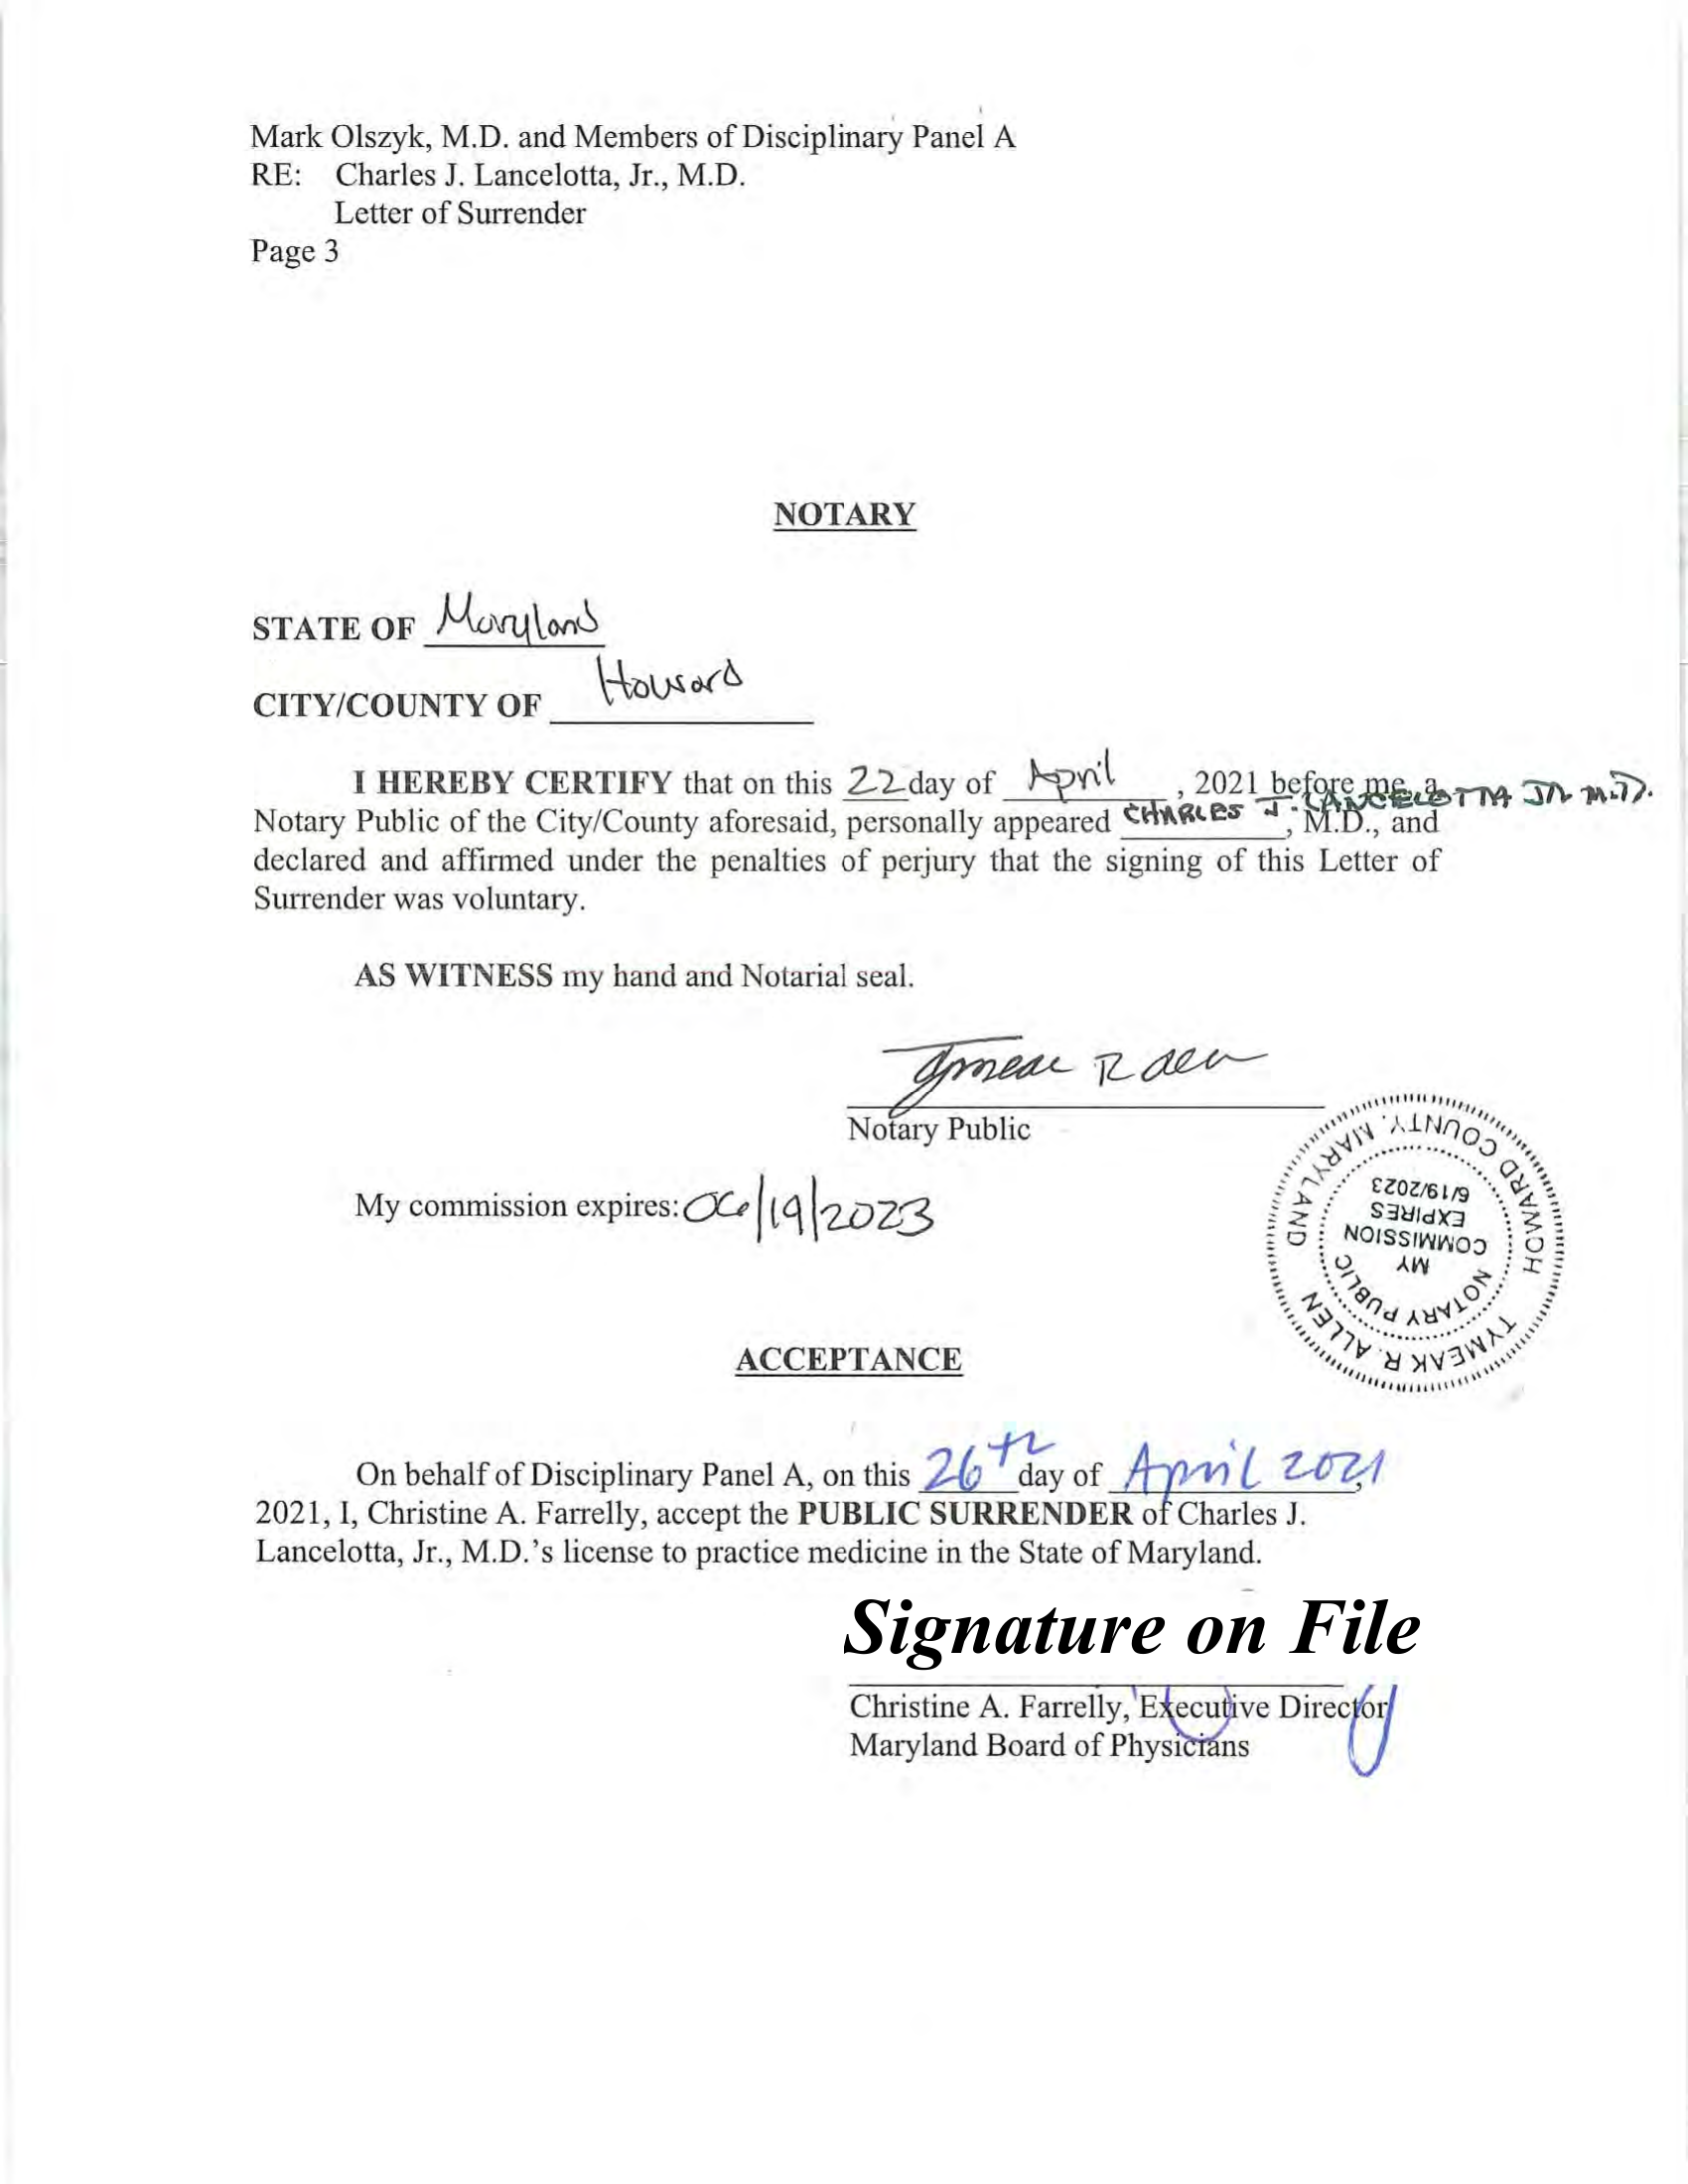 Mark Olszyk, M.D. and Members of Disciplinary Panel A
RE: Charles J. Lancelotta, Jr., M.D.
Letter of Surrender
Page 3
NOTARY
STATE OF Maryland
CITY/COUNTY OF Howard
I HEREBY CERTIFY that on this 22 day of April, 2021 before me, a
Notary Public of the City/County aforesaid, personally appeared CHARLES J. LANCELOTTA JR M.D., M.D., and
declared and affirmed under the penalties of perjury that the signing of this Letter of
Surrender was voluntary.
AS WITNESS my hand and Notarial seal.
Notary Public
My commission expires: 06/19/2023
TYMEAK R. ALLEN
HOWARD COUNTY, MARYLAND
NOTARY PUBLIC
MY
COMMISSION
EXPIRES
6/19/2023
ACCEPTANCE
On behalf of Disciplinary Panel A, on this 26th day of April 2021,
2021, I, Christine A. Farrelly, accept the PUBLIC SURRENDER of Charles J.
Lancelotta, Jr., M.D.'s license to practice medicine in the State of Maryland.
Signature on File
Christine A. Farrelly, Executive Director
Maryland Board of Physicians